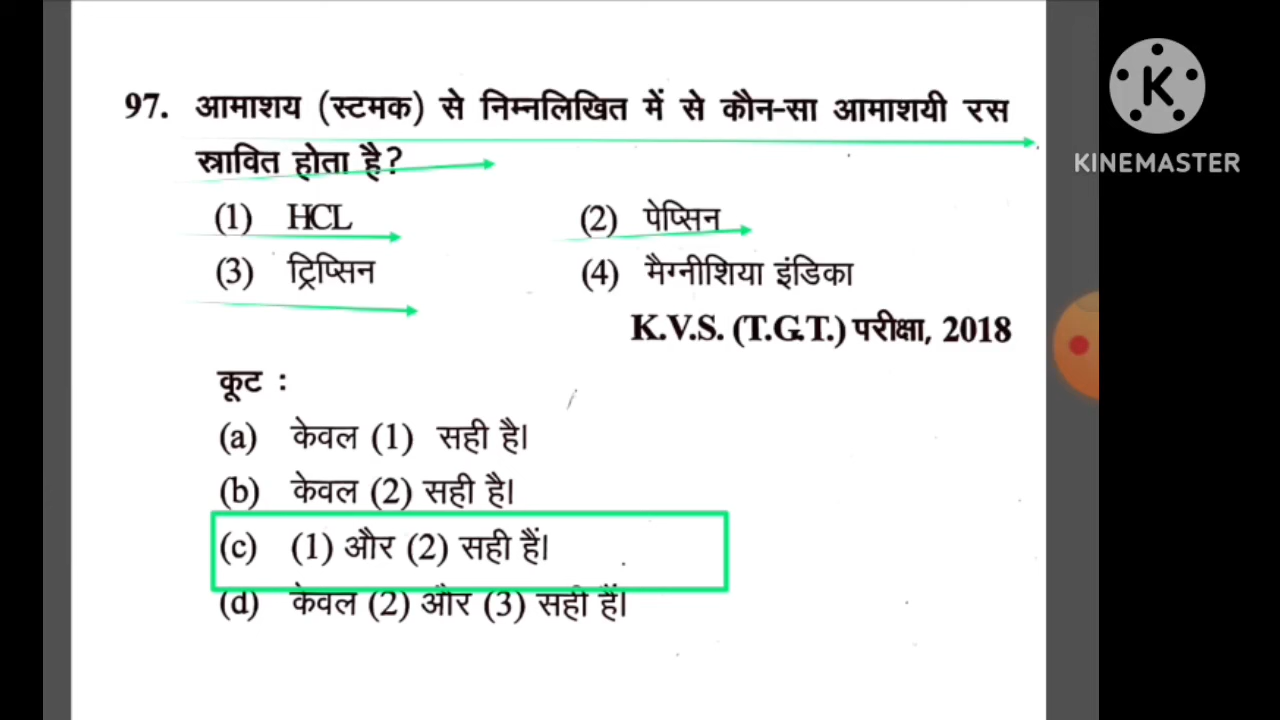 97. आमाशय (स्टमक) से निम्नलिखित में से कौन-सा आमाशयी रस
स्रावित होता है?
(1) HCL (2) पेप्सिन
(3) ट्रिप्सिन (4) मैग्नीशिया इंडिका
K.V.S. (T.G.T.) परीक्षा, 2018
कूट :
(a) केवल (1) सही है।
(b) केवल (2) सही है।
(c) (1) और (2) सही हैं।
(d) केवल (2) और (3) सही हैं।
K
KINEMASTER